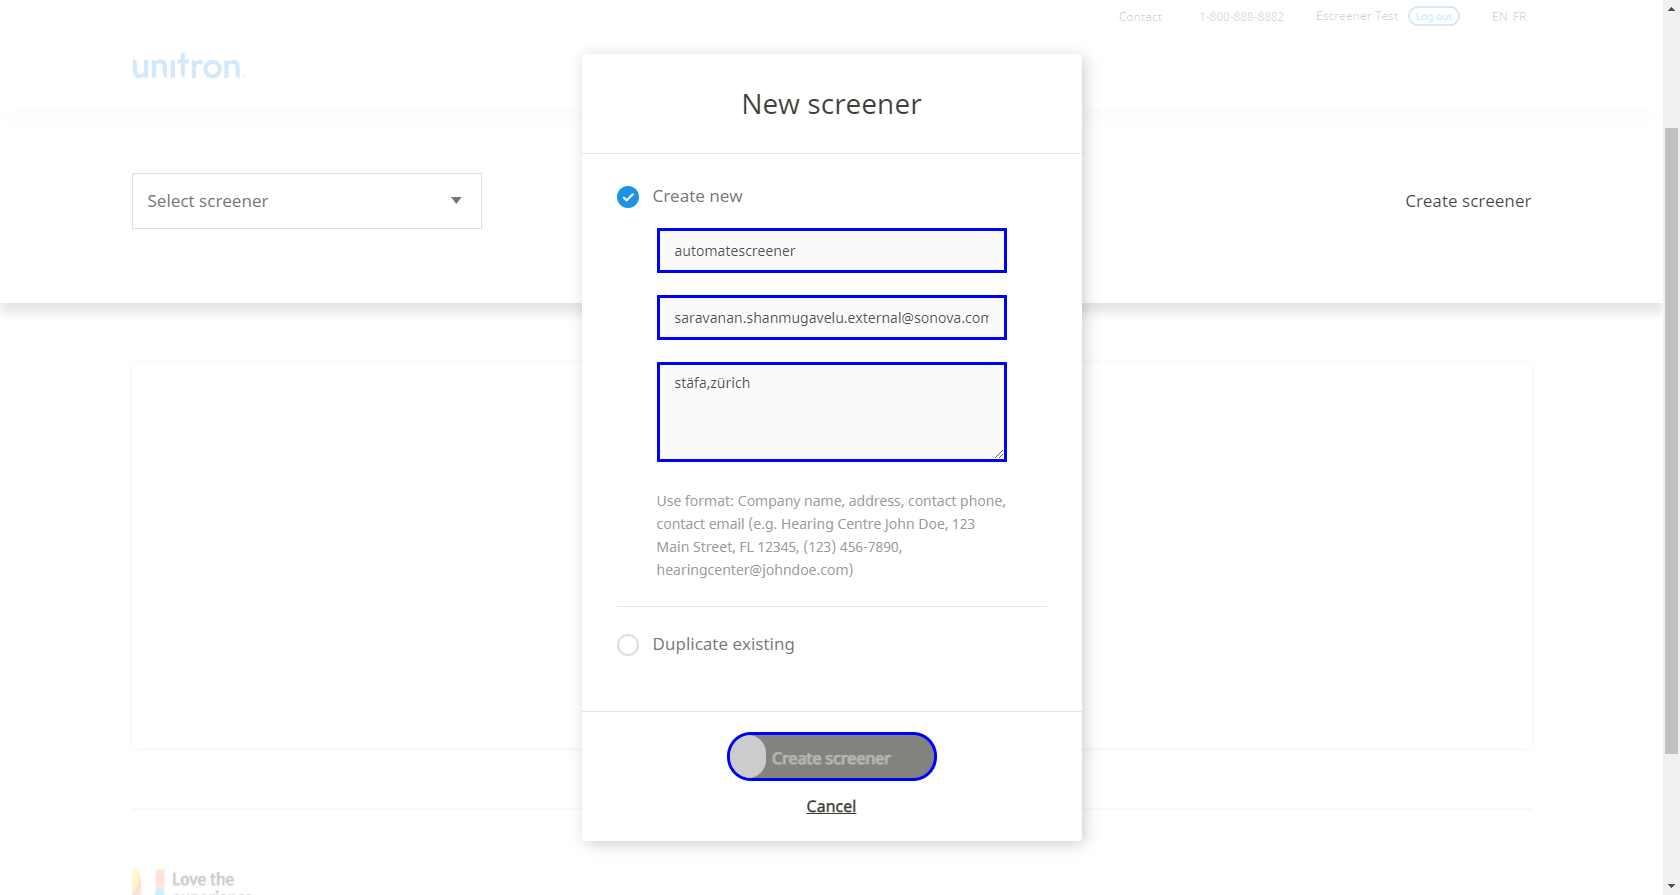 Contact 1-800-888-8882 Escreener Test Log out EN FR
unitron
New screener
Select screener
Create screener
Create new
automatescreener
saravanan.shanmugavelu.external@sonova.com
stäfa,zürich
Use format: Company name, address, contact phone,
contact email (e.g. Hearing Centre John Doe, 123
Main Street, FL 12345, (123) 456-7890,
hearingcenter@johndoe.com)
Duplicate existing
Create screener
Cancel
Love the